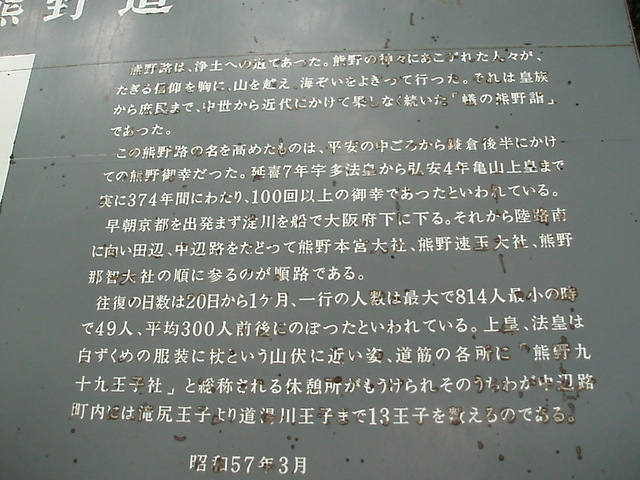 熊野道
熊野路は、浄土への道であった。熊野の神々にあこがれた人々が、
たぎる信仰を胸に、山を越え、海ぞいをよぎって行った。それは皇族
から庶民まで、中世から近代にかけて果しなく続いた「蟻の熊野詣」
であった。
この熊野路の名を高めたものは、平安の中ごろから鎌倉後半にかけ
ての熊野御幸だった。延喜7年宇多法皇から弘安4年亀山上皇まで
実に374年間にわたり、100回以上の御幸であったといわれている。
早朝京都を出発まず淀川を船で大阪府下に下る。それから陸路南
に向い田辺、中辺路をたどって熊野本宮大社、熊野速玉大社、熊野
那智大社の順に参るのが順路である。
往復の日数は20日から1ケ月、一行の人数は最大で814人最小の時
で49人、平均300人前後にのぼったといわれている。上皇、法皇は
白ずくめの服装に杖という山伏に近い姿、道筋の各所に「熊野九
十九王子社」と総称される休憩所がもうけられそのうちわが中辺路
町内には滝尻王子より道湯川王子まで13王子を数えるのである。
昭和57年3月